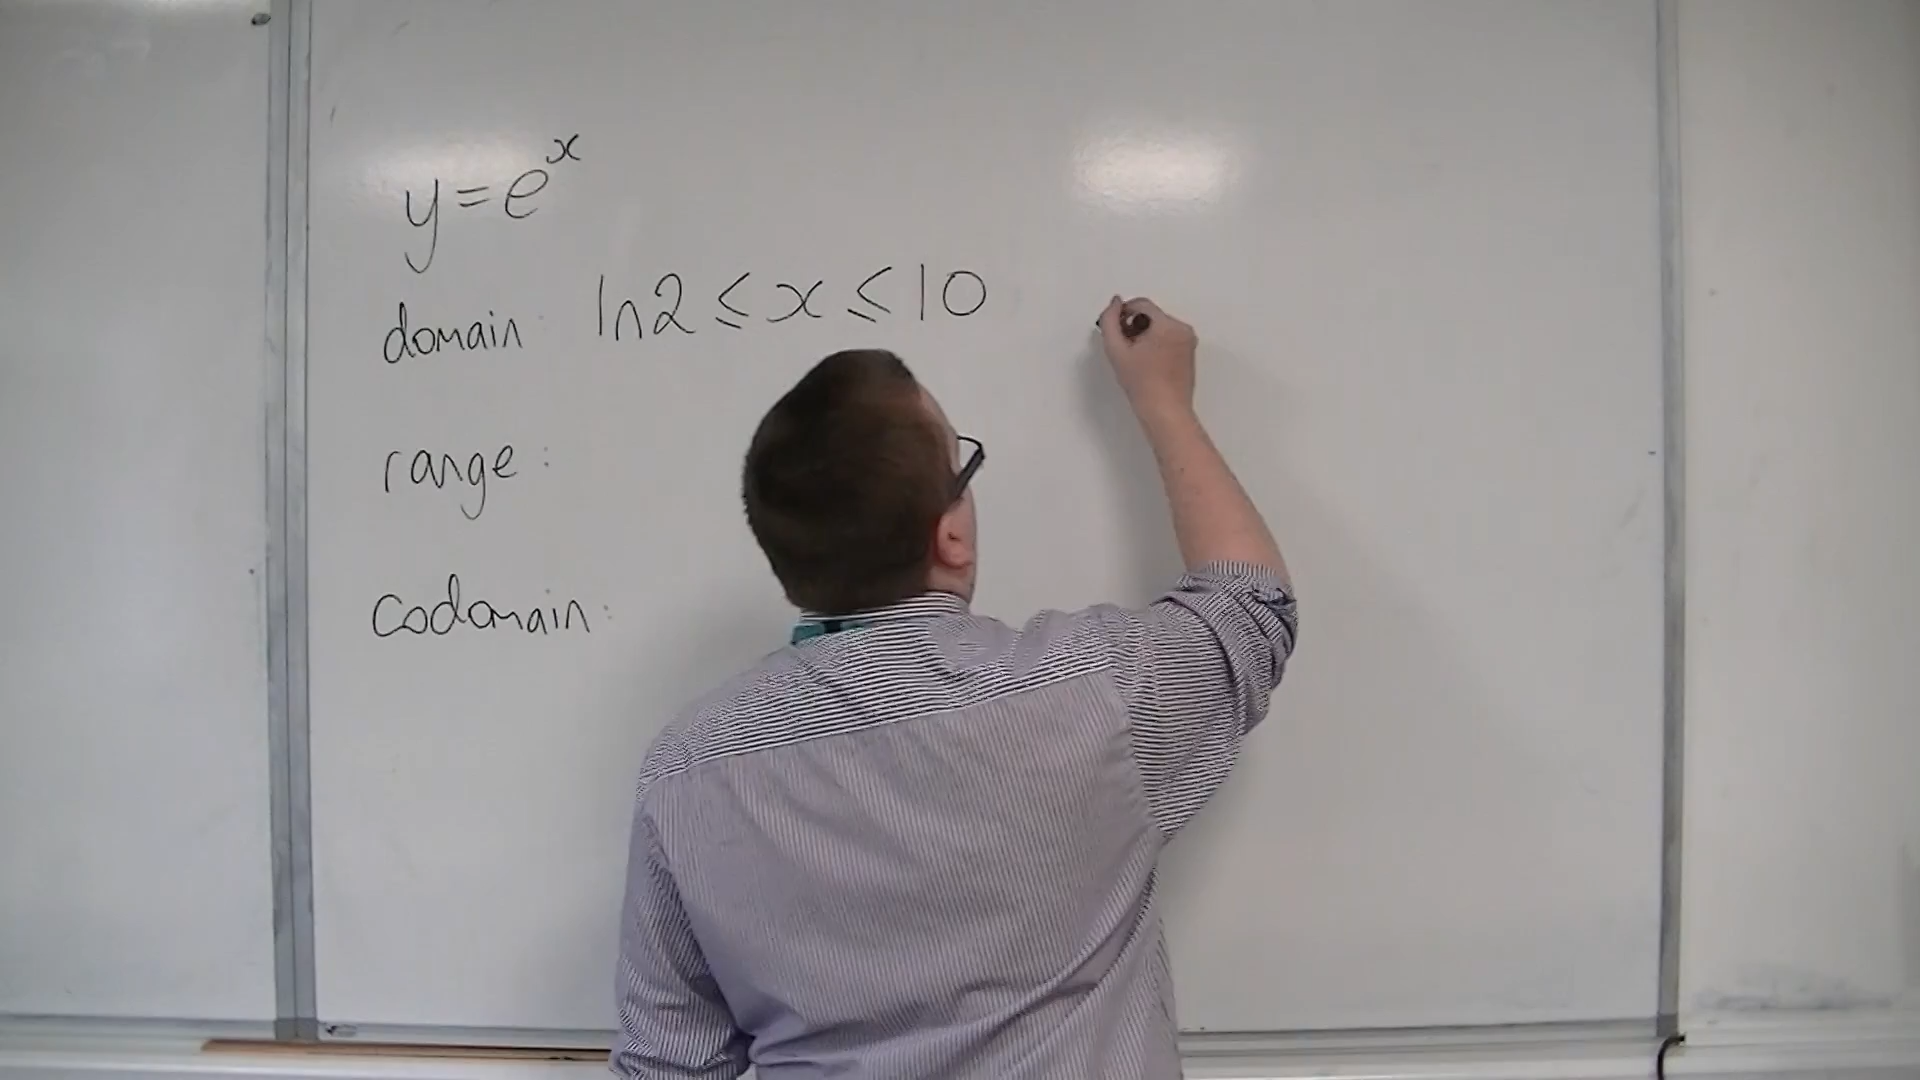 y = e^x
domain: ln2 ≤ x ≤ 10
range:
codomain: